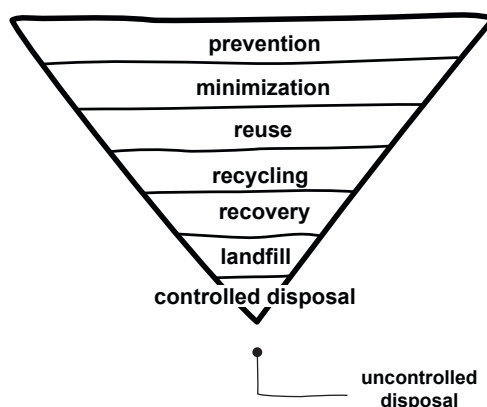 prevention
minimization
reuse
recycling
recovery
landfill
controlled disposal
uncontrolled
disposal